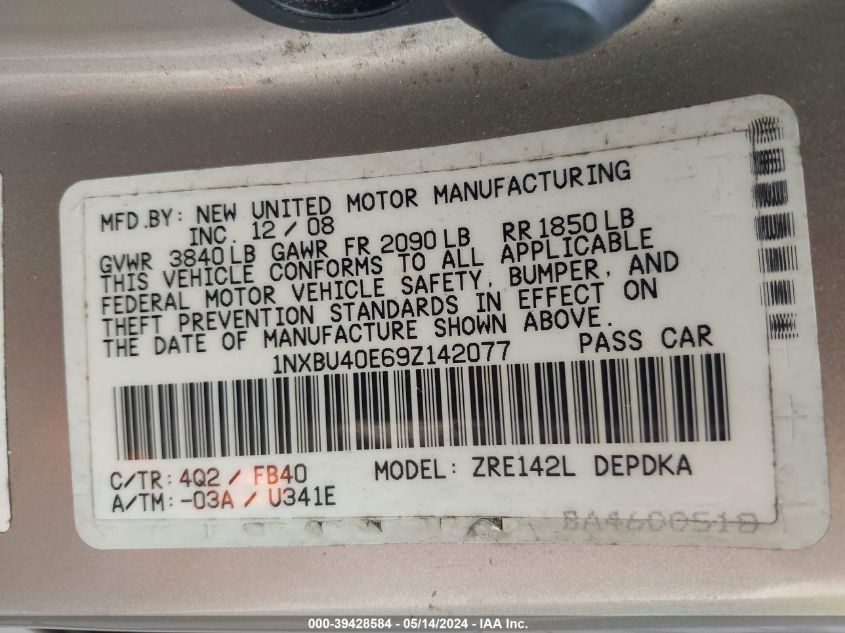 MFD.BY: NEW UNITED MOTOR MANUFACTURING
INC. 12 / 08
GVWR 3840 LB GAWR FR 2090 LB RR 1850 LB
THIS VEHICLE CONFORMS TO ALL APPLICABLE
FEDERAL MOTOR VEHICLE SAFETY, BUMPER, AND
THEFT PREVENTION STANDARDS IN EFFECT ON
THE DATE OF MANUFACTURE SHOWN ABOVE.
1NXBU40E69Z142077 PASS CAR
C/TR: 4Q2 / FB40 MODEL: ZRE142L DEPDKA
A/TM: -03A / U341E
BA4600518
000-39428584 - 05/14/2024 - IAA Inc.